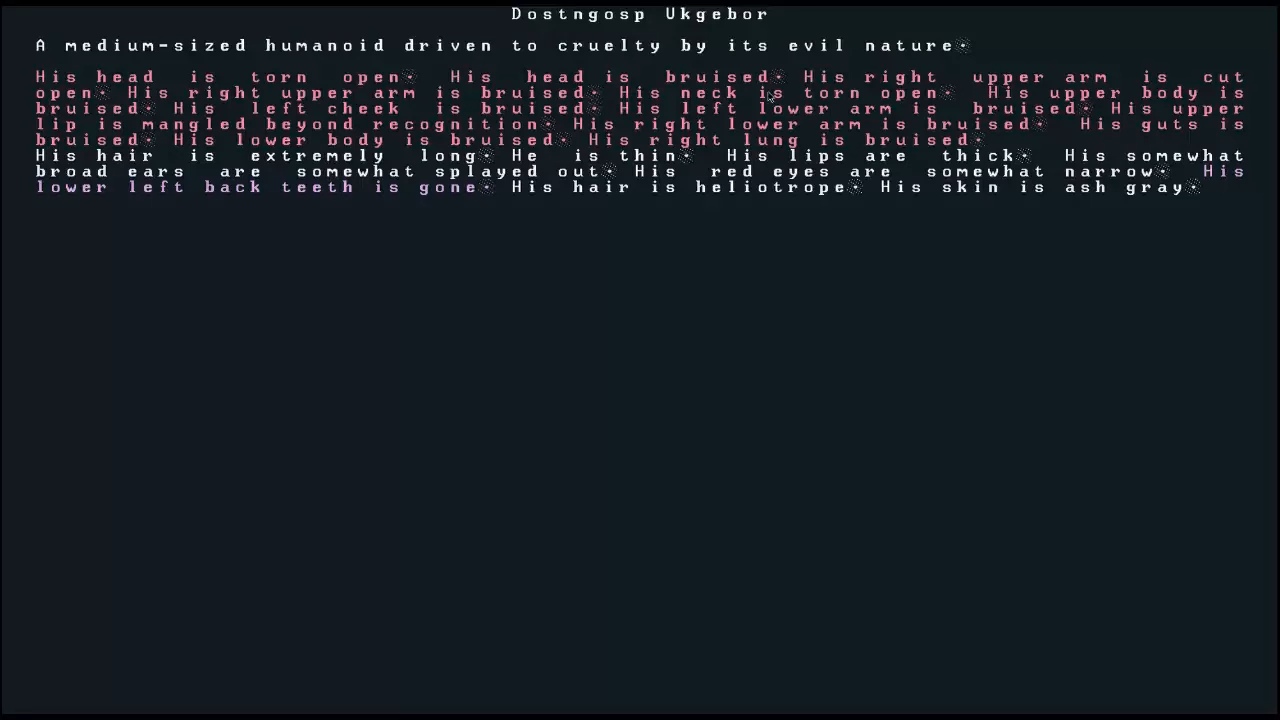 Dostngosp Ukgebor
A medium-sized humanoid driven to cruelty by its evil nature.
His head is torn open. His head is bruised. His right upper arm is cut
open. His right upper arm is bruised. His neck is torn open. His upper body is
bruised. His left cheek is bruised. His left lower arm is bruised. His upper
lip is mangled beyond recognition. His right lower arm is bruised. His guts is
bruised. His lower body is bruised. His right lung is bruised.
His hair is extremely long. He is thin. His lips are thick. His somewhat
broad ears are somewhat splayed out. His red eyes are somewhat narrow. His
lower left back teeth is gone. His hair is heliotrope. His skin is ash gray.